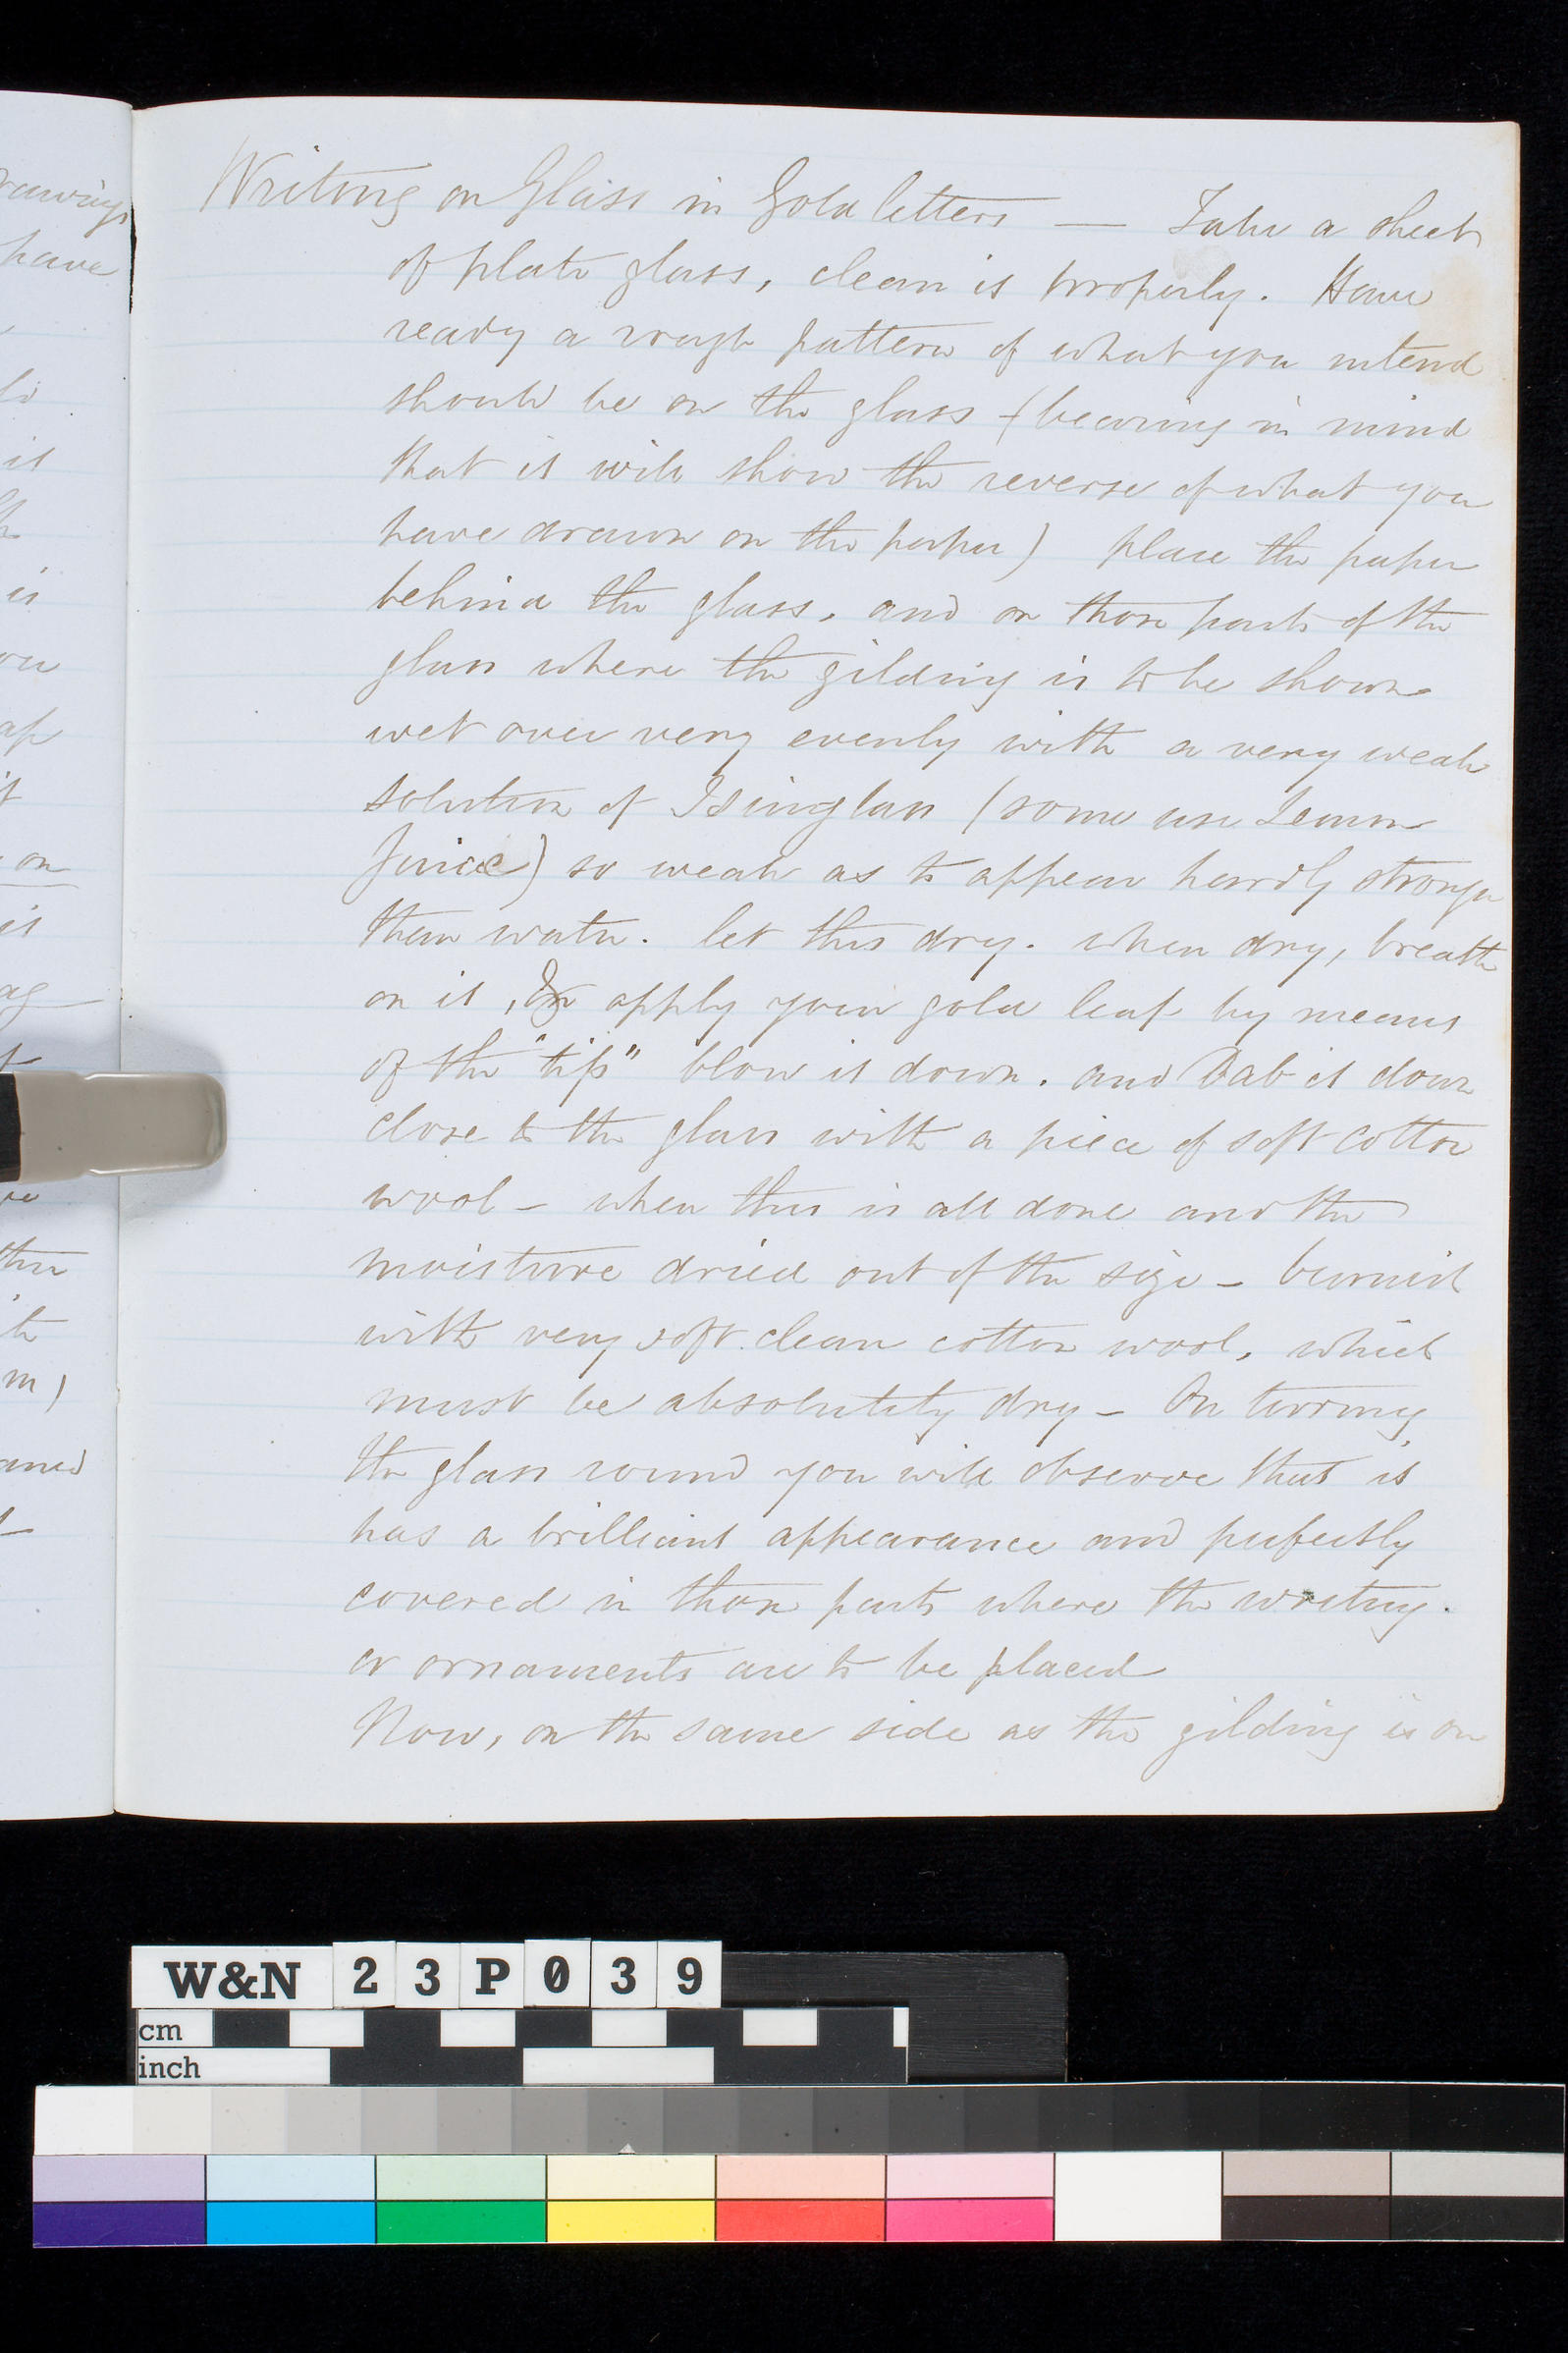 Writing on Glass in Gold letters — Take a sheet
of plate glass, clean it properly. Have
ready a rough pattern of what you intend
should be on the glass (bearing in mind
that it will show the reverse of what you
have drawn on the paper) place the paper
behind the glass, and on those parts of the
glass where the gilding is to be shown
wet over very evenly with a very weak
solution of Isinglass (some use Lemon
Juice) so weak as to appear hardly stronger
than water. let this dry. when dry, breathe
on it, & apply your gold leaf by means
of the "tip" blow it down. and Dab it down
close to the glass with a piece of soft cotton
wool – when this is all done and the
moisture dried out of the size – burnish
with very soft clean cotton wool, which
must be absolutely dry – On turning
the glass round you will observe that it
has a brilliant appearance and perfectly
covered in those parts where the writing
or ornaments are to be placed
Now, on the same side as the gilding is on
rawings
have
it
is
on
it
W&N 23P039
cm
inch